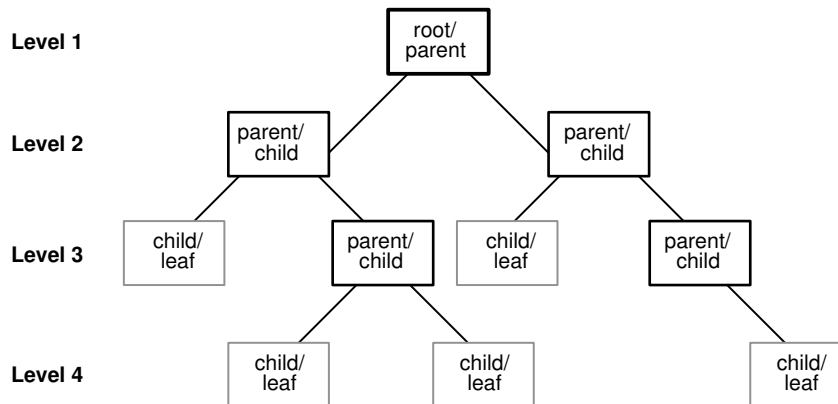 Level 1
root/
parent
Level 2
parent/
child
parent/
child
Level 3
child/
leaf
parent/
child
child/
leaf
parent/
child
Level 4
child/
leaf
child/
leaf
child/
leaf